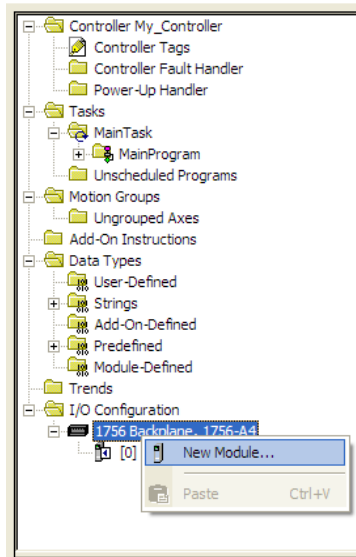 Controller My_Controller
Controller Tags
Controller Fault Handler
Power-Up Handler
Tasks
MainTask
MainProgram
Unscheduled Programs
Motion Groups
Ungrouped Axes
Add-On Instructions
Data Types
User-Defined
Strings
Add-On-Defined
Predefined
Module-Defined
Trends
I/O Configuration
1756 Backplane, 1756-A4
[0]
New Module...
Paste Ctrl+V